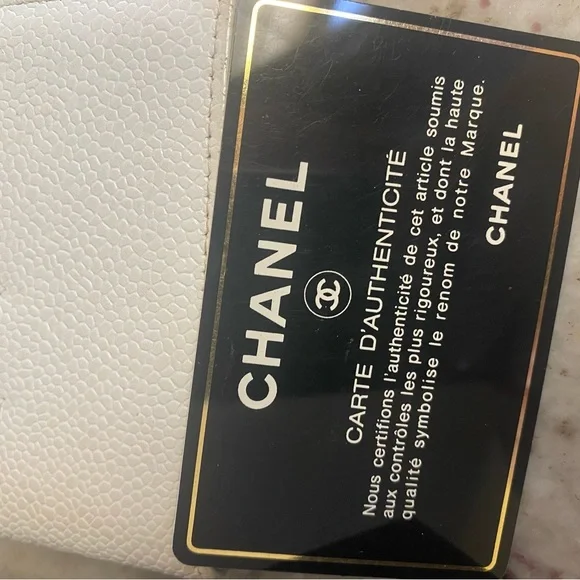 CHANEL
CARTE D'AUTHENTICITÉ
Nous certifions l'authenticité de cet article soumis
aux contrôles les plus rigoureux, et dont la haute
qualité symbolise le renom de notre Marque.
CHANEL